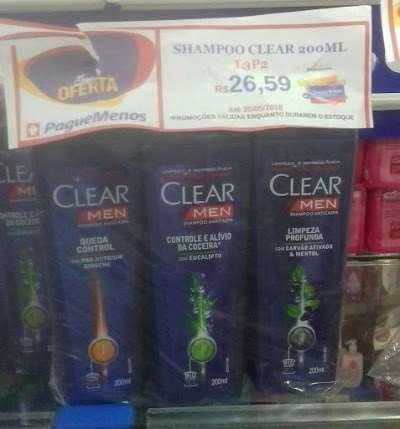 SHAMPOO CLEAR 200ML
L3P2
OFERTA
R$26,59
PagueMenos
*PROMOÇÕES VÁLIDAS ENQUANTO DURAREM O ESTOQUE
CLEAR
MEN
QUEDA
CONTROL
200ml
CLEAR
MEN
SHAMPOO ANTICASPA
CONTROLE E ALÍVIO
DA COCEIRA*
COM EUCALIPTO
200ml
CLEAR
MEN
SHAMPOO ANTICASPA
LIMPEZA
PROFUNDA
COM CARVÃO ATIVADO
& MENTOL
200ml